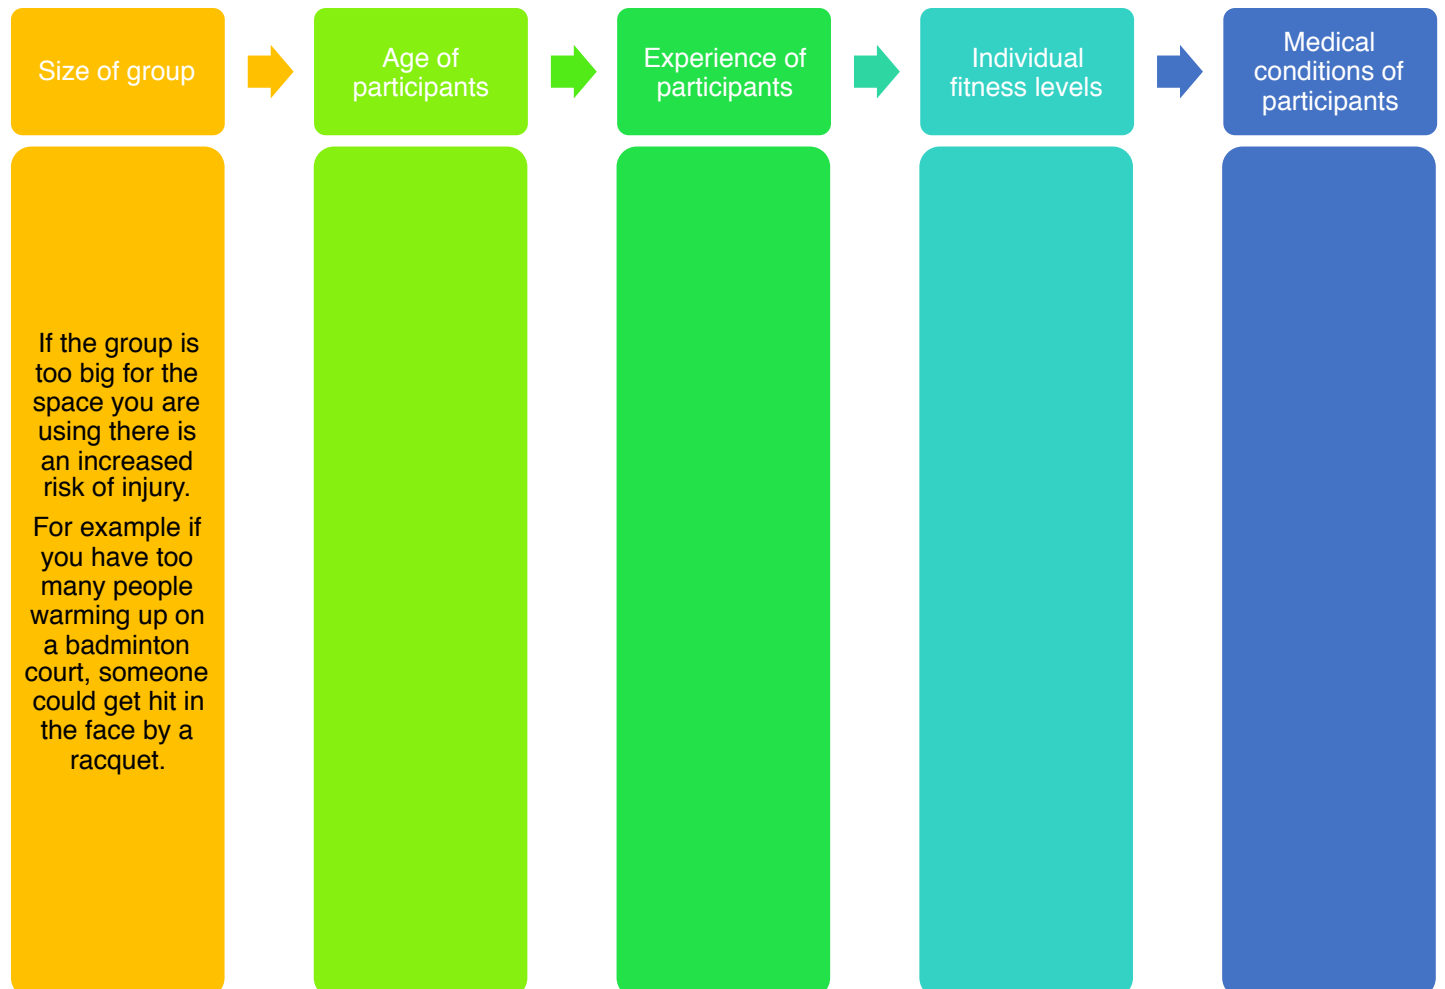 Size of group
Age of
participants
Experience of
participants
Individual
fitness levels
Medical
conditions of
participants
If the group is
too big for the
space you are
using there is
an increased
risk of injury.
For example if
you have too
many people
warming up on
a badminton
court, someone
could get hit in
the face by a
racquet.